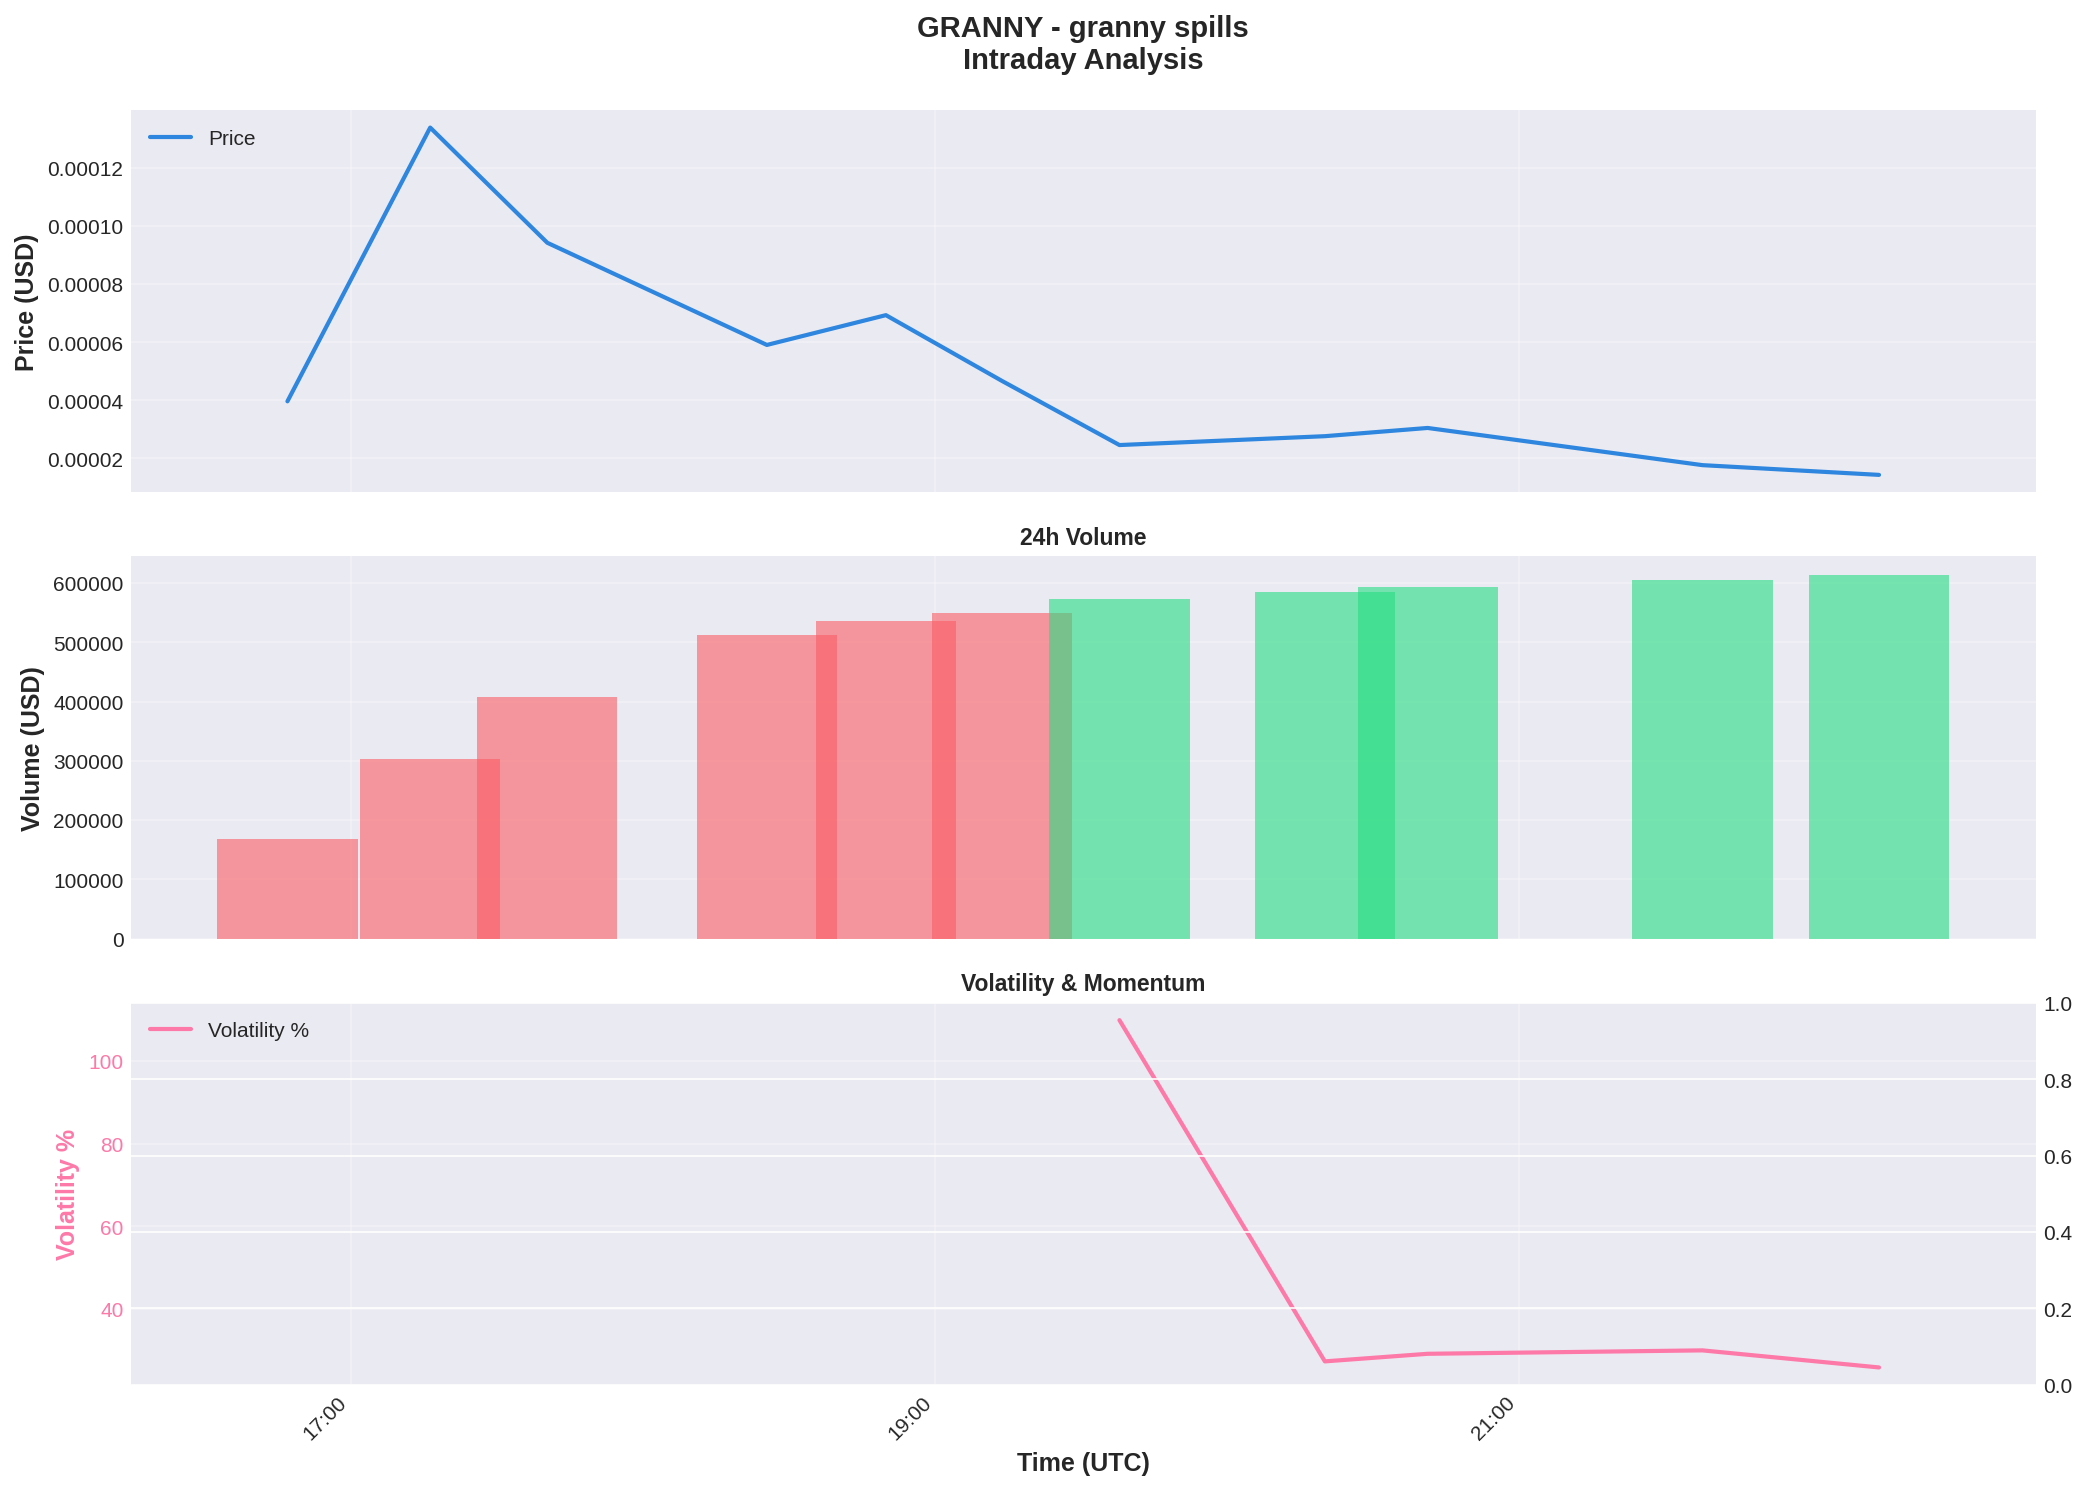 GRANNY - granny spills
Intraday Analysis
Price
0.00012
0.00010
0.00008
0.00006
0.00004
0.00002
Price (USD)
24h Volume
600000
500000
400000
300000
200000
100000
0
Volume (USD)
Volatility & Momentum
Volatility %
100
80
60
40
Volatility %
1.0
0.8
0.6
0.4
0.2
0.0
17:00
19:00
21:00
Time (UTC)